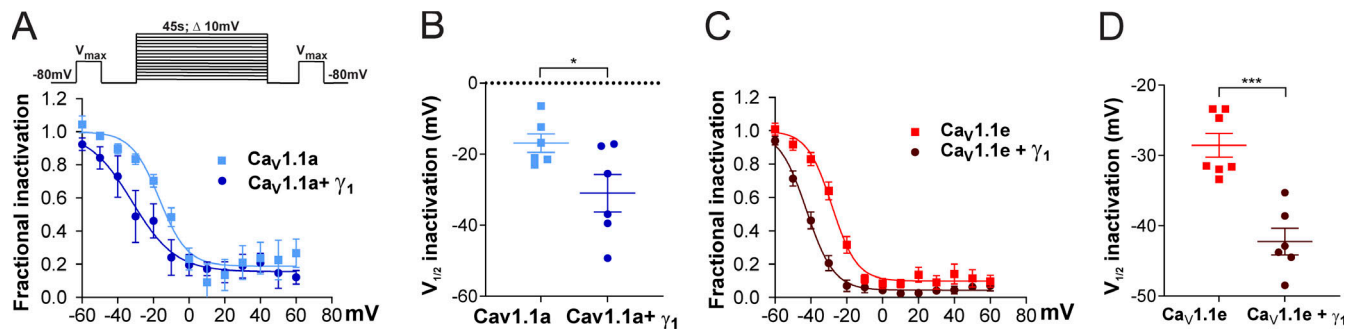 A
45s; Δ 10mV
Vmax
Vmax
-80mV
-80mV
Fractional inactivation
1.2
1.0
0.8
0.6
0.4
0.2
0.0
-60 -40 -20 0 20 40 60 mV
CaV1.1a
CaV1.1a+ γ1
B
*
V1/2 inactivation (mV)
0
-20
-40
-60
Cav1.1a Cav1.1a+ γ1
C
Fractional inactivation
1.2
1.0
0.8
0.6
0.4
0.2
0.0
-60 -40 -20 0 20 40 60 80 mV
CaV1.1e
CaV1.1e + γ1
D
***
V1/2 inactivation (mV)
-20
-30
-40
-50
CaV1.1e CaV1.1e + γ1